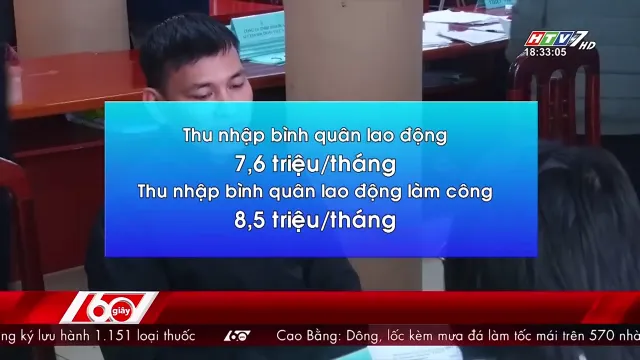 HTV7 HD
18:33:05
Thu nhập bình quân lao động
7,6 triệu/tháng
Thu nhập bình quân lao động làm công
8,5 triệu/tháng
60 giây
ng ký lưu hành 1.151 loại thuốc 60 Cao Bằng: Dông, lốc kèm mưa đá làm tốc mái trên 570 nhà